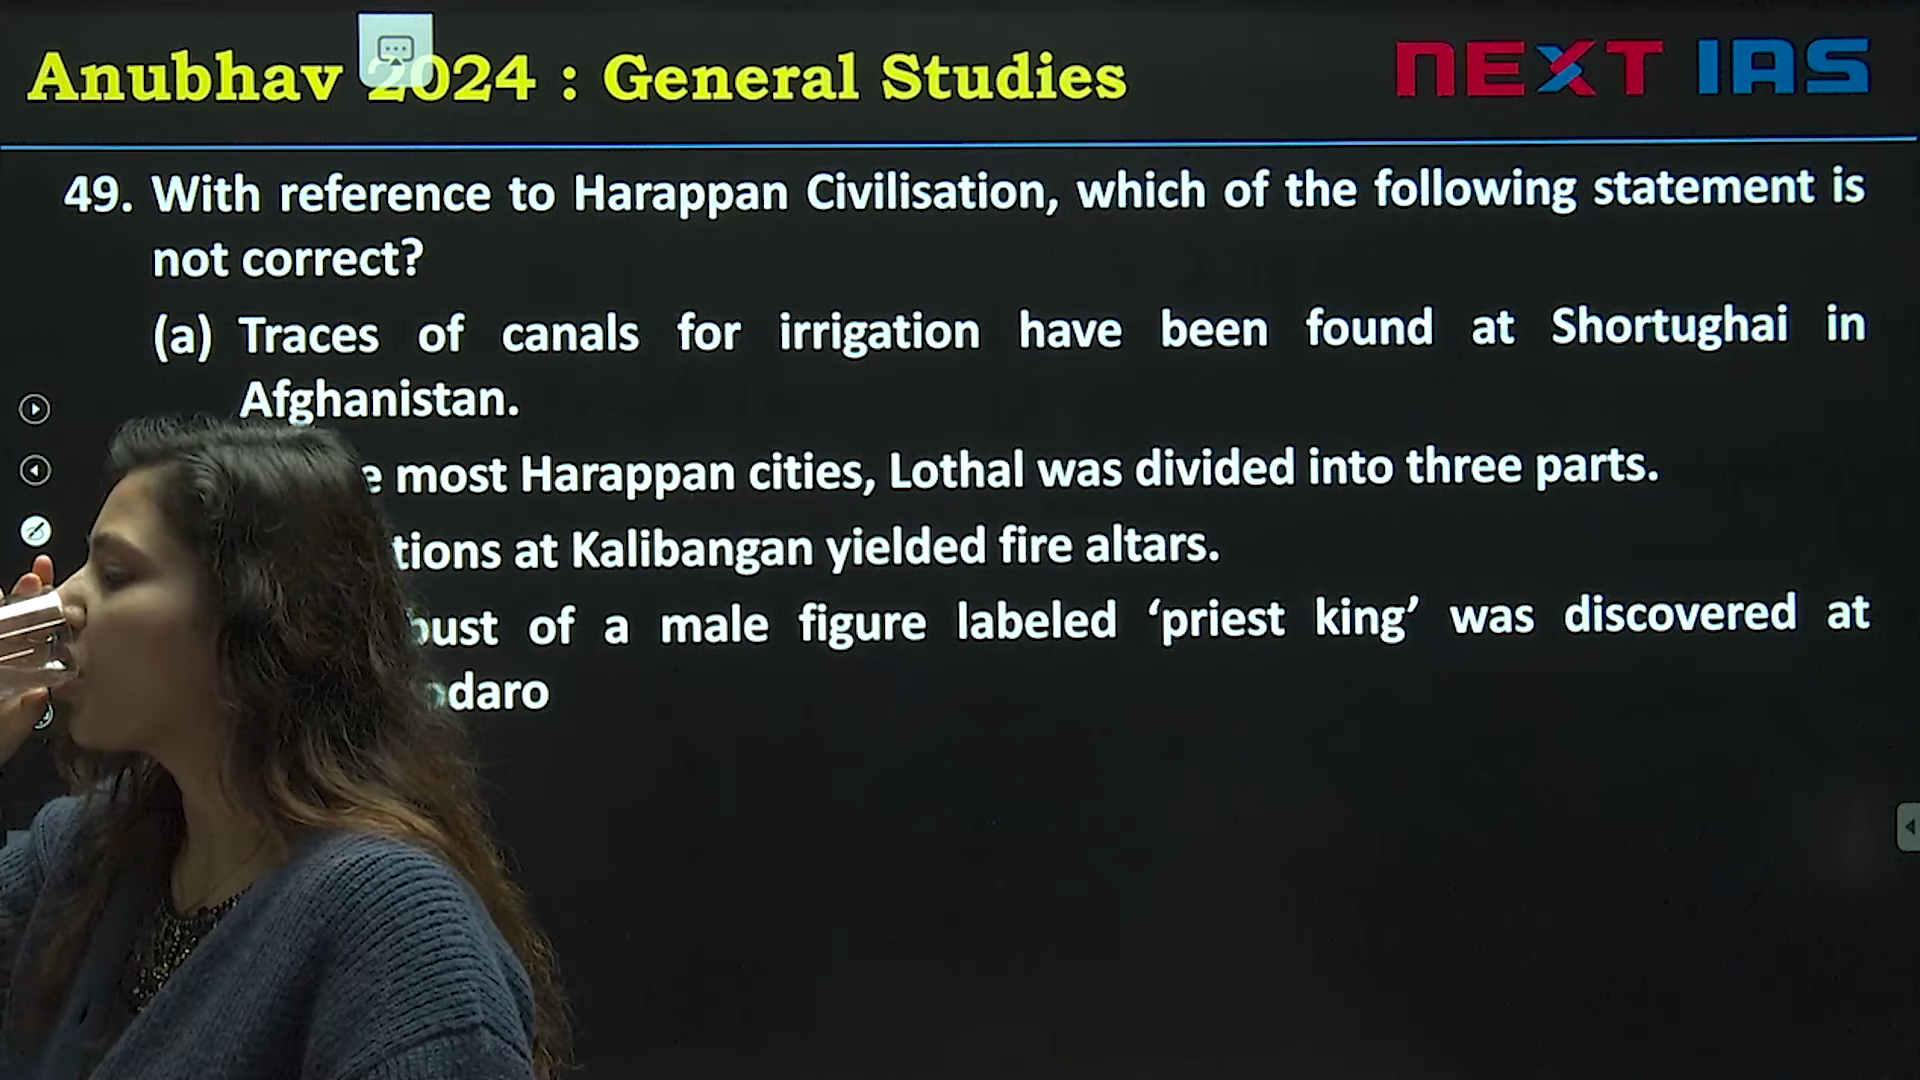 Anubhav 2024 : General Studies
NEXT IAS
49. With reference to Harappan Civilisation, which of the following statement is
not correct?
(a) Traces of canals for irrigation have been found at Shortughai in
Afghanistan.
most Harappan cities, Lothal was divided into three parts.
at Kalibangan yielded fire altars.
bust of a male figure labeled ‘priest king’ was discovered at
daro